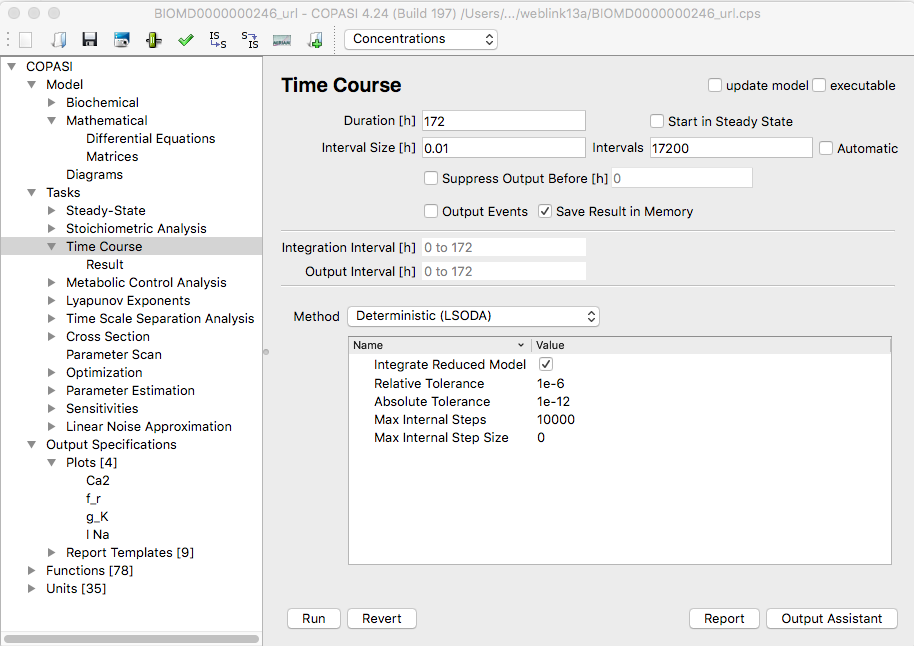 BIOMD0000000246_url - COPASI 4.24 (Build 197) /Users/.../weblink13a/BIOMD0000000246_url.cps
IS S S IS Concentrations
COPASI
Model
Biochemical
Mathematical
Differential Equations
Matrices
Diagrams
Tasks
Steady-State
Stoichiometric Analysis
Time Course
Result
Metabolic Control Analysis
Lyapunov Exponents
Time Scale Separation Analysis
Cross Section
Parameter Scan
Optimization
Parameter Estimation
Sensitivities
Linear Noise Approximation
Output Specifications
Plots [4]
Ca2
f_r
g_K
I Na
Report Templates [9]
Functions [78]
Units [35]
Time Course update model executable
Duration [h] 172 Start in Steady State
Interval Size [h] 0.01 Intervals 17200 Automatic
Suppress Output Before [h] 0
Output Events Save Result in Memory
Integration Interval [h] 0 to 172
Output Interval [h] 0 to 172
Method Deterministic (LSODA)
Name Value
Integrate Reduced Model
Relative Tolerance 1e-6
Absolute Tolerance 1e-12
Max Internal Steps 10000
Max Internal Step Size 0
Run Revert Report Output Assistant